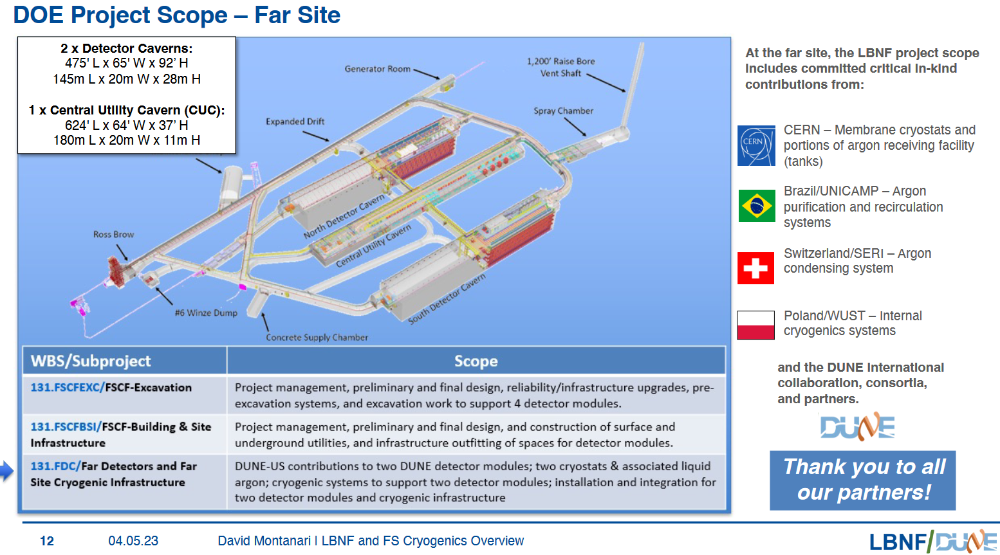 DOE Project Scope – Far Site
2 x Detector Caverns:
475' L x 65' W x 92’ H
145m L x 20m W x 28m H
1 x Central Utility Cavern (CUC):
624' L x 64' W x 37’ H
180m L x 20m W x 11m H
Generator Room
1,200’ Raise Bore
Vent Shaft
Expanded Drift
Spray Chamber
North Detector Cavern
Central Utility Cavern
South Detector Cavern
Ross Brow
#6 Winze Dump
Concrete Supply Chamber
WBS/Subproject
Scope
131.FSCFEXC/FSCF-Excavation
Project management, preliminary and final design, reliability/infrastructure upgrades, pre-
excavation systems, and excavation work to support 4 detector modules.
131.FSCFBSI/FSCF-Building & Site
Infrastructure
Project management, preliminary and final design, and construction of surface and
underground utilities, and infrastructure outfitting of spaces for detector modules.
131.FDC/Far Detectors and Far
Site Cryogenic Infrastructure
DUNE-US contributions to two DUNE detector modules; two cryostats & associated liquid
argon; cryogenic systems to support two detector modules; installation and integration for
two detector modules and cryogenic infrastructure
At the far site, the LBNF project scope
includes committed critical in-kind
contributions from:
CERN
CERN – Membrane cryostats and
portions of argon receiving facility
(tanks)
Brazil/UNICAMP – Argon
purification and recirculation
systems
Switzerland/SERI – Argon
condensing system
Poland/WUST – Internal
cryogenics systems
and the DUNE International
collaboration, consortia,
and partners.
DUNE
Thank you to all
our partners!
12
04.05.23
David Montanari | LBNF and FS Cryogenics Overview
LBNF/DUNE